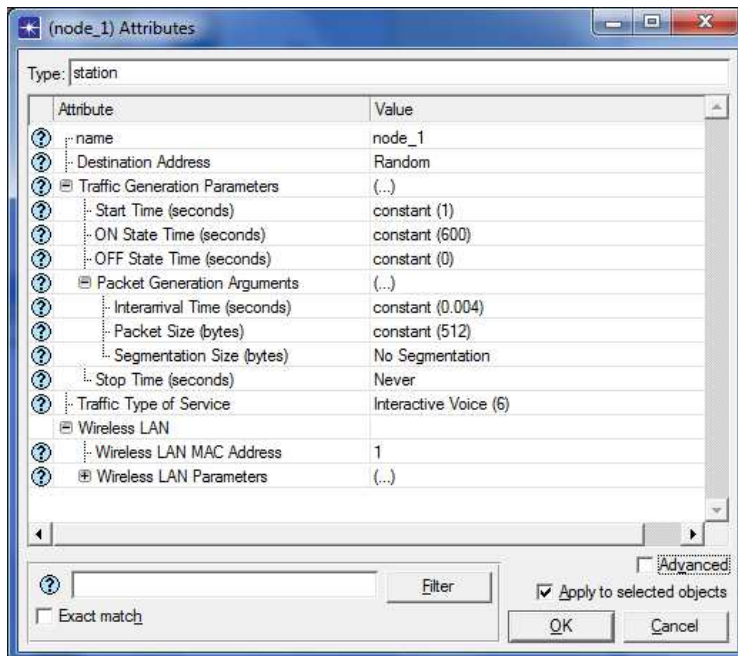 (node_1) Attributes
Type: station
Attribute Value
name node_1
Destination Address Random
Traffic Generation Parameters (...)
Start Time (seconds) constant (1)
ON State Time (seconds) constant (600)
OFF State Time (seconds) constant (0)
Packet Generation Arguments (...)
Interarrival Time (seconds) constant (0.004)
Packet Size (bytes) constant (512)
Segmentation Size (bytes) No Segmentation
Stop Time (seconds) Never
Traffic Type of Service Interactive Voice (6)
Wireless LAN
Wireless LAN MAC Address 1
Wireless LAN Parameters (...)
Advanced
Filter
Apply to selected objects
Exact match
OK Cancel